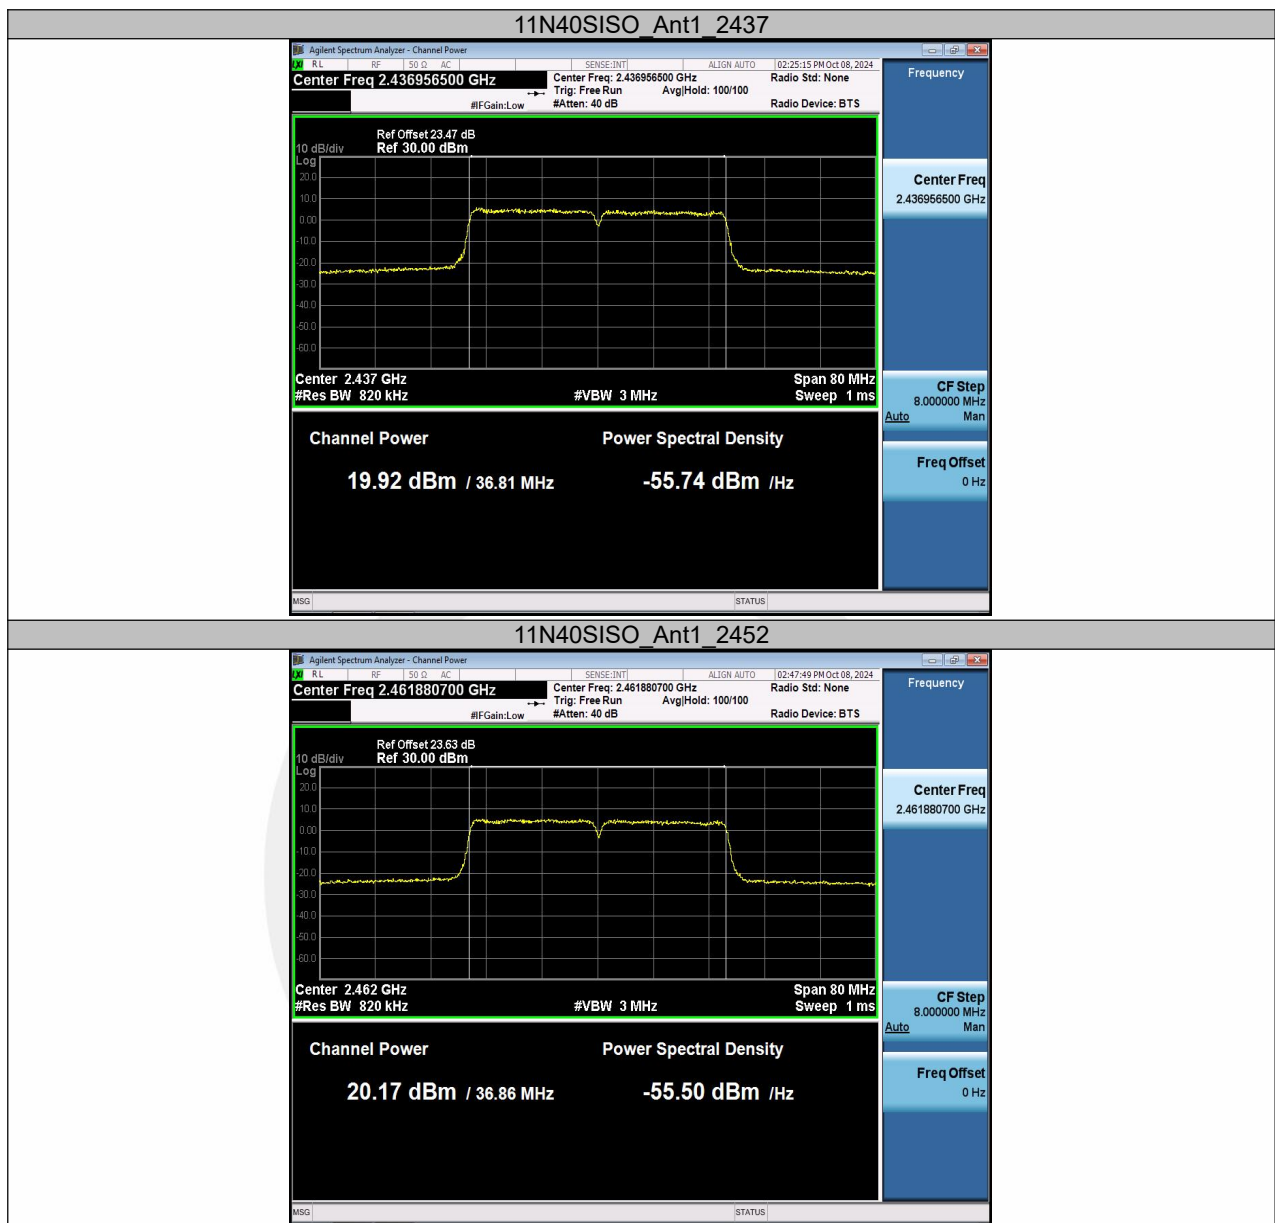 11N40SISO_Ant1_2437
Agilent Spectrum Analyzer - Channel Power
LXI RL RF 50 Ω AC SENSE:INT ALIGN AUTO 02:25:15 PM Oct 08, 2024
Center Freq 2.436956500 GHz Center Freq: 2.436956500 GHz Radio Std: None Frequency
Trig: Free Run Avg|Hold: 100/100
#IFGain:Low #Atten: 40 dB Radio Device: BTS
Ref Offset 23.47 dB
10 dB/div Ref 30.00 dBm
Log
20.0
10.0
0.00
-10.0
-20.0
-30.0
-40.0
-50.0
-60.0
Center Freq
2.436956500 GHz
Center 2.437 GHz Span 80 MHz
#Res BW 820 kHz #VBW 3 MHz Sweep 1 ms
CF Step
8.000000 MHz
Auto Man
Channel Power Power Spectral Density
19.92 dBm / 36.81 MHz -55.74 dBm /Hz
Freq Offset
0 Hz
MSG STATUS
11N40SISO_Ant1_2452
Agilent Spectrum Analyzer - Channel Power
LXI RL RF 50 Ω AC SENSE:INT ALIGN AUTO 02:47:49 PM Oct 08, 2024
Center Freq 2.461880700 GHz Center Freq: 2.461880700 GHz Radio Std: None Frequency
Trig: Free Run Avg|Hold: 100/100
#IFGain:Low #Atten: 40 dB Radio Device: BTS
Ref Offset 23.63 dB
10 dB/div Ref 30.00 dBm
Log
20.0
10.0
0.00
-10.0
-20.0
-30.0
-40.0
-50.0
-60.0
Center Freq
2.461880700 GHz
Center 2.462 GHz Span 80 MHz
#Res BW 820 kHz #VBW 3 MHz Sweep 1 ms
CF Step
8.000000 MHz
Auto Man
Channel Power Power Spectral Density
20.17 dBm / 36.86 MHz -55.50 dBm /Hz
Freq Offset
0 Hz
MSG STATUS